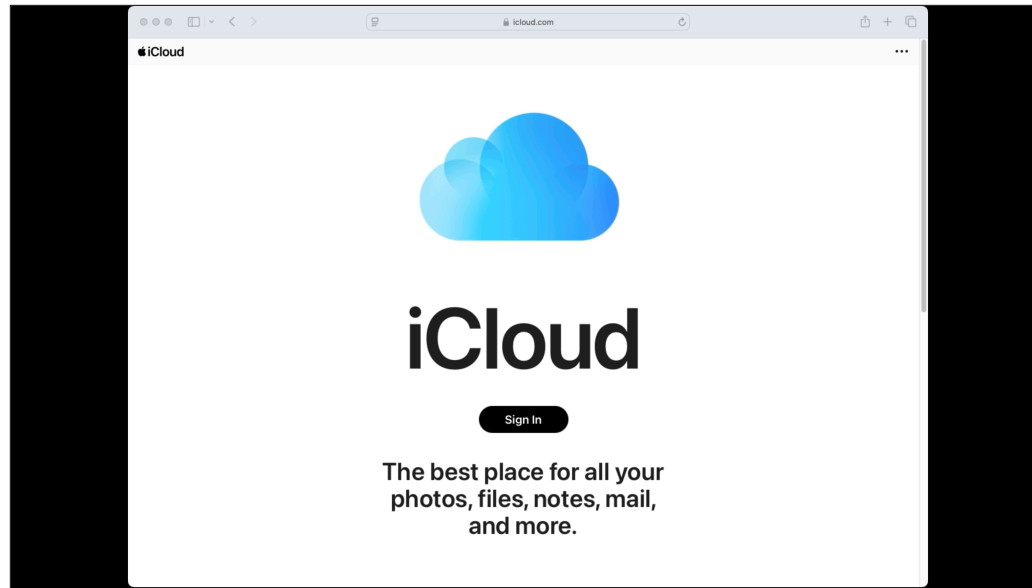 icloud.com
iCloud
iCloud
Sign In
The best place for all your
photos, files, notes, mail,
and more.